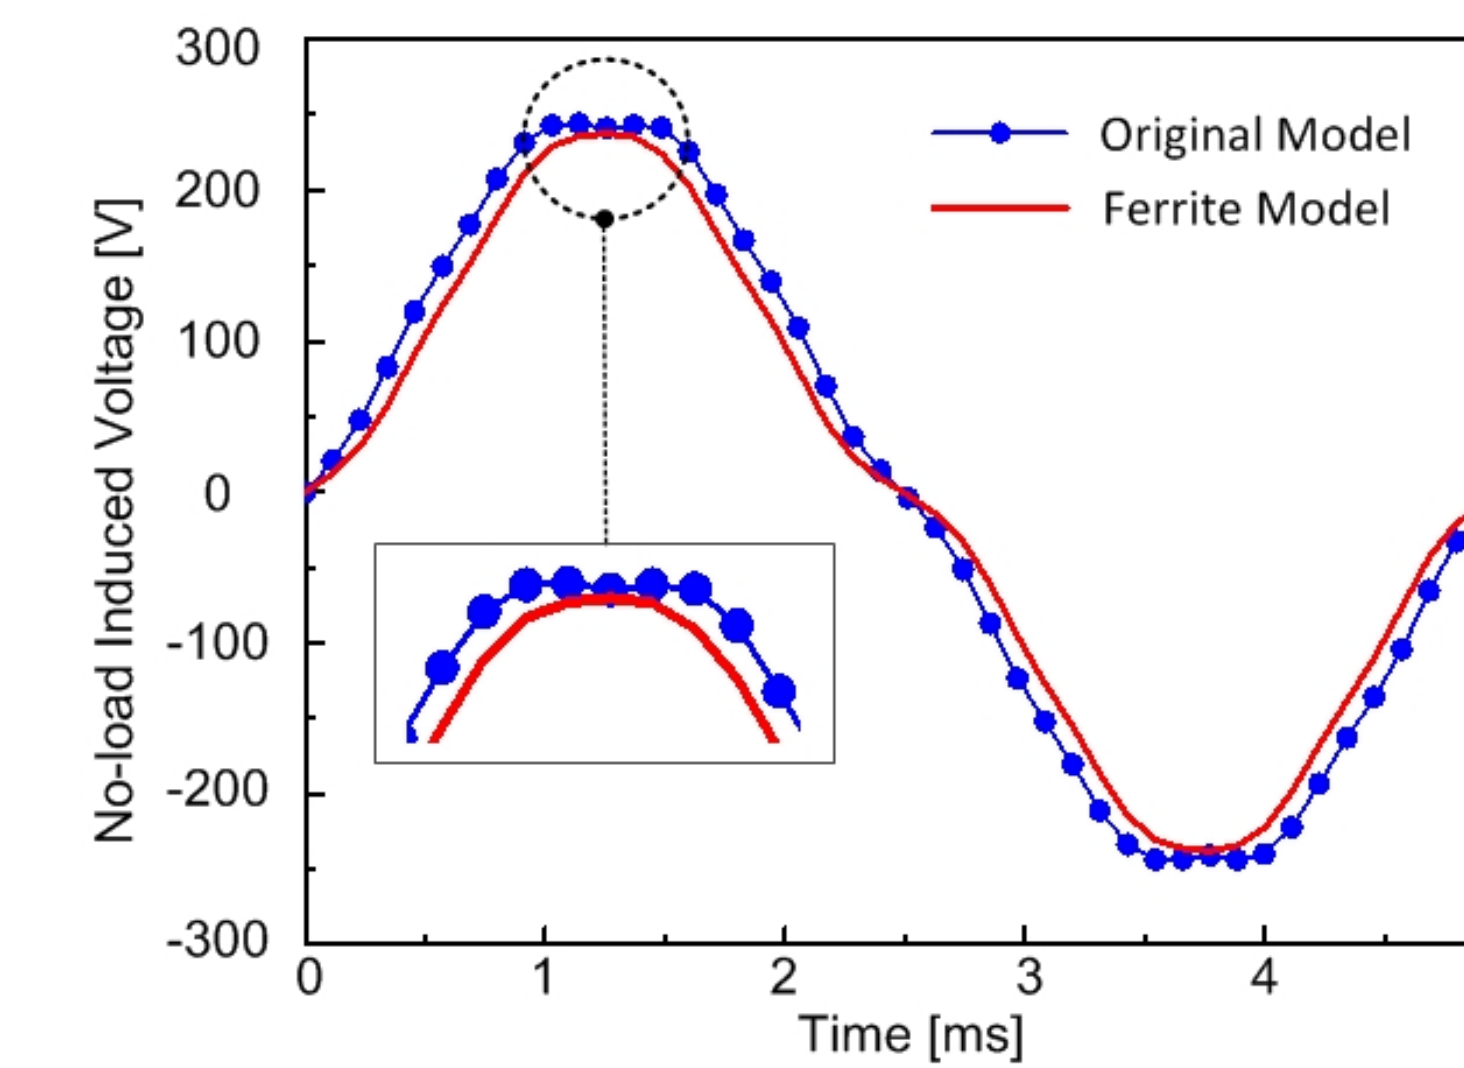 300
200
100
0
-100
-200
-300
No-load Induced Voltage [V]
Original Model
Ferrite Model
0 1 2 3 4
Time [ms]